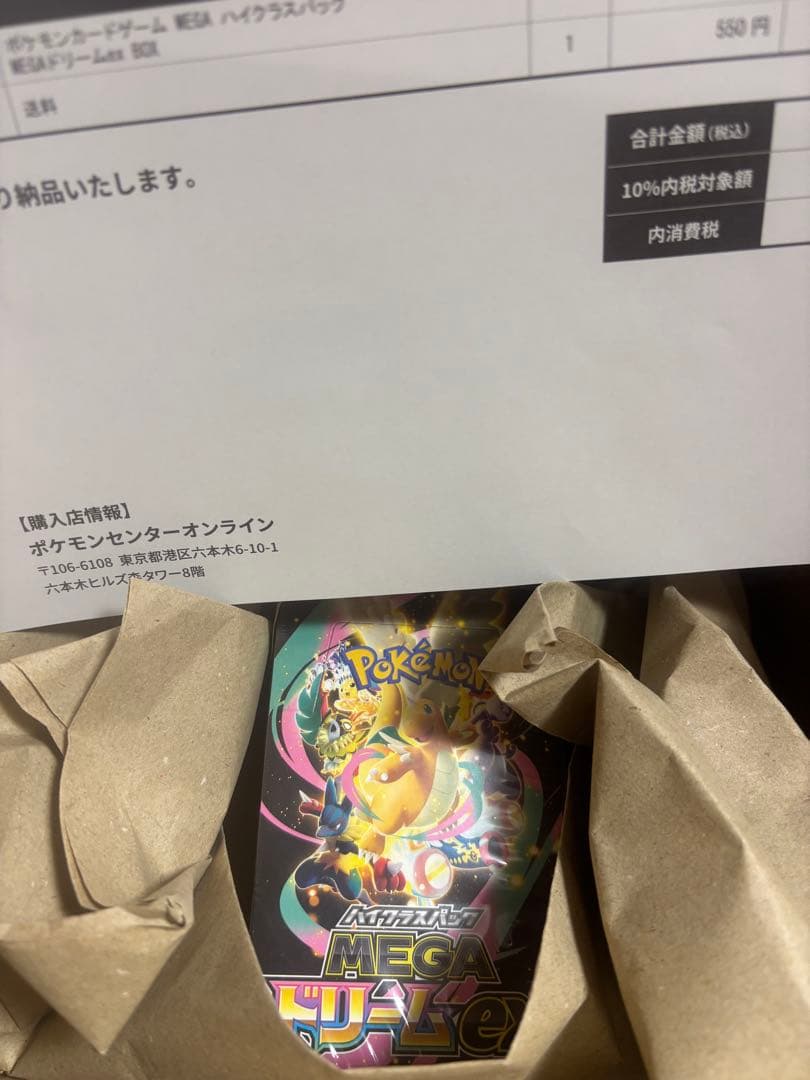 ポケモンカードゲーム MEGA ハイクラスパック
MEGAドリームex BOX
1
550円
送料
合計金額(税込)
り納品いたします。
10%内税対象額
内消費税
【購入店情報】
ポケモンセンターオンライン
〒106-6108 東京都港区六本木6-10-1
六本木ヒルズ森タワー8階
POKÉMON
ハイクラスパック
MEGA
ドリームex